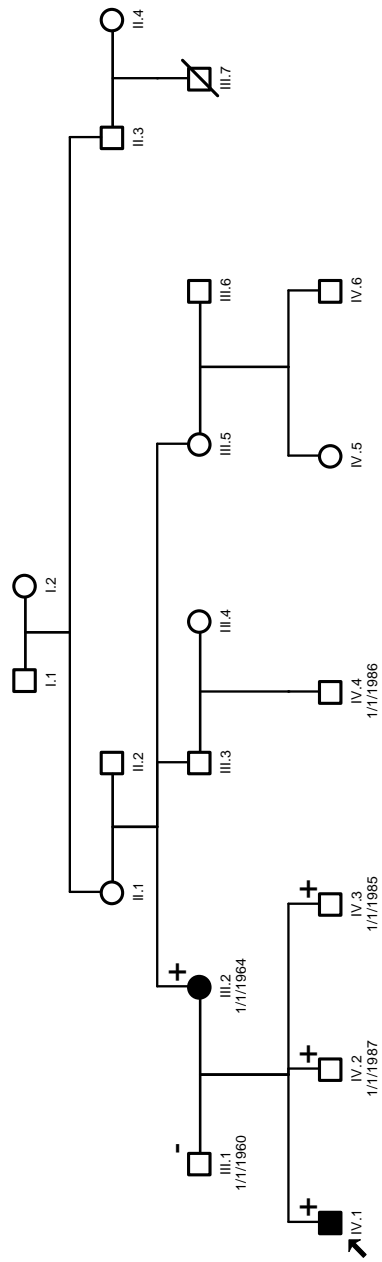 I.1
I.2
II.1
II.2
II.3
II.4
-
III.1
1/1/1960
+
III.2
1/1/1964
III.3
III.4
III.5
III.6
III.7
+
IV.1
+
IV.2
1/1/1987
+
IV.3
1/1/1985
IV.4
1/1/1986
IV.5
IV.6